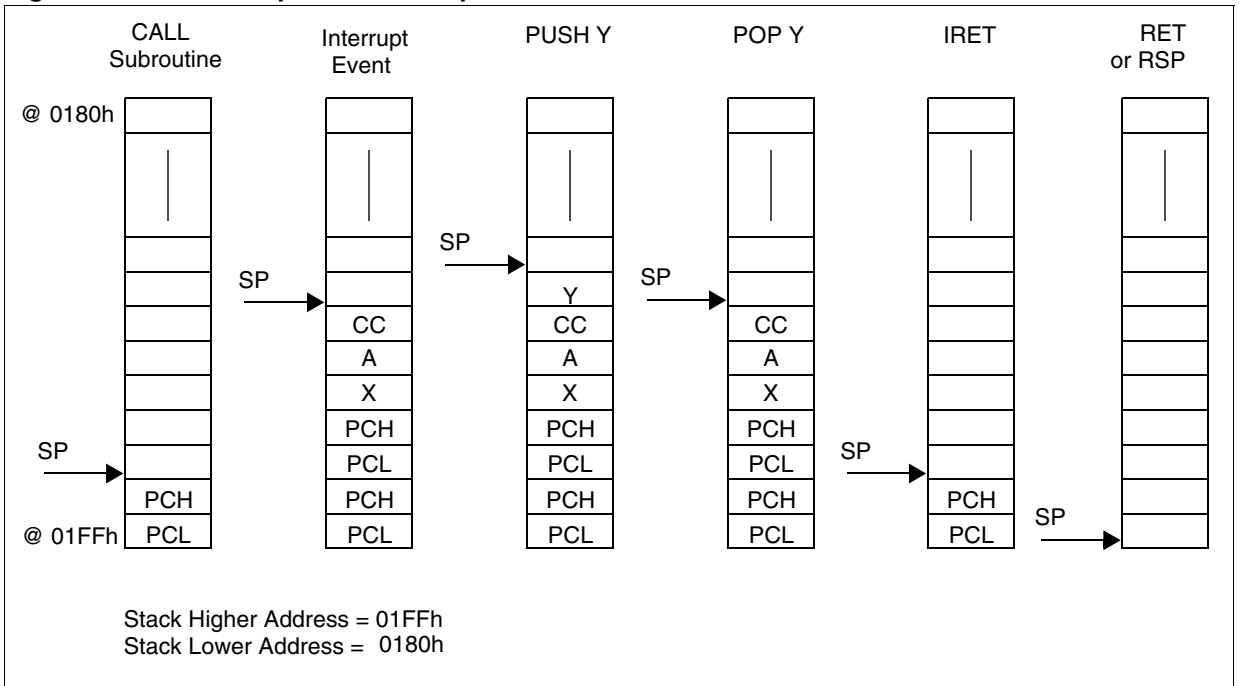 CALL
Subroutine
Interrupt
Event
PUSH Y
POP Y
IRET
RET
or RSP
@ 0180h
SP
SP
SP
Y
CC
CC
CC
A
A
A
X
X
X
PCH
PCH
PCH
SP
SP
PCL
PCL
PCL
PCH
PCH
PCH
PCH
PCH
SP
@ 01FFh
PCL
PCL
PCL
PCL
PCL
Stack Higher Address = 01FFh
Stack Lower Address = 0180h